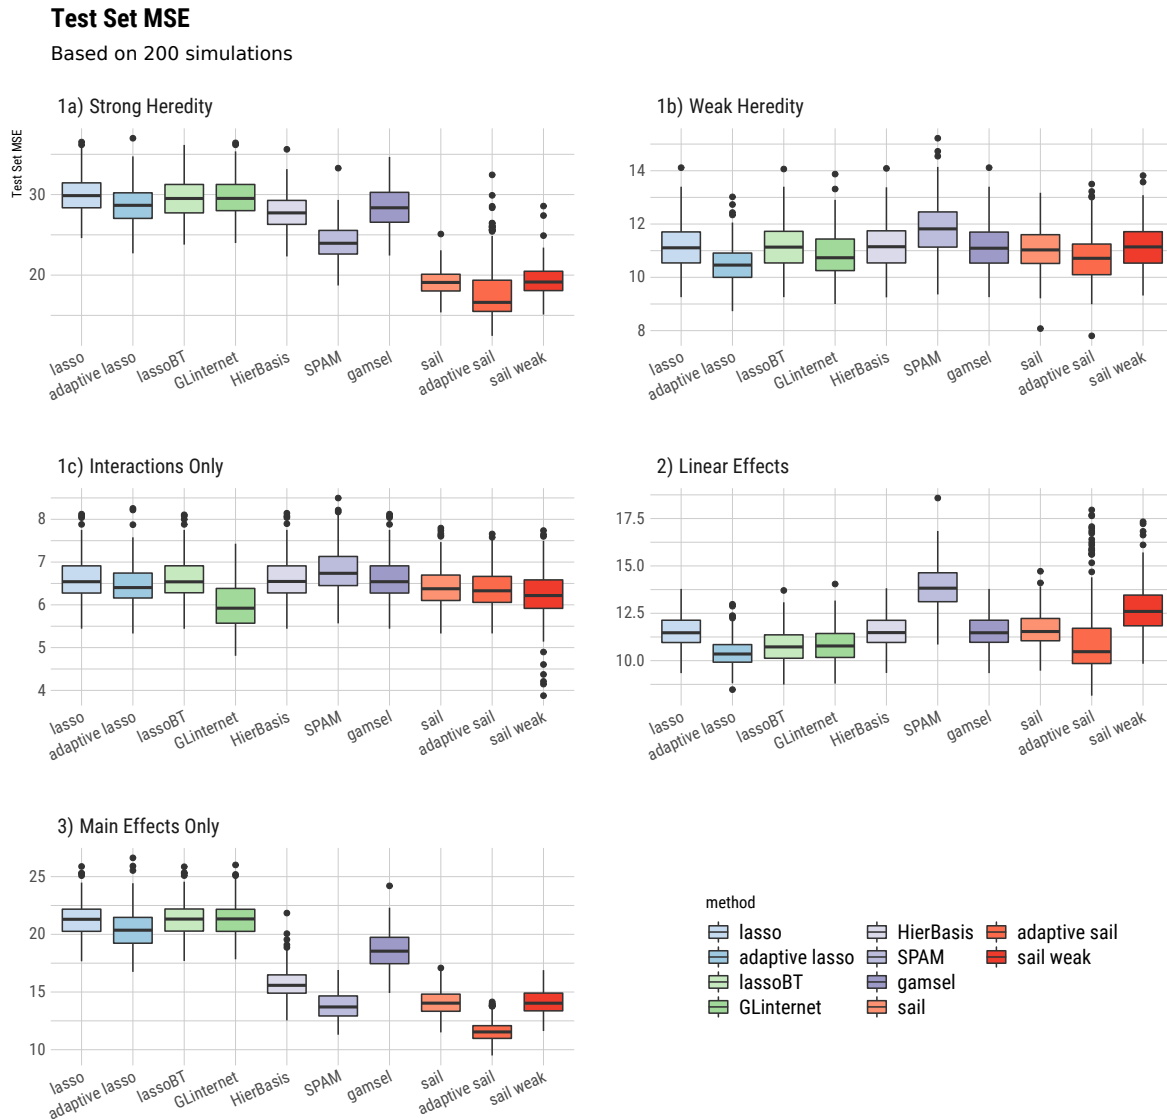 Test Set MSE
Based on 200 simulations
1a) Strong Heredity
Test Set MSE
30
20
lasso
adaptive lasso
lassoBT
GLinternet
HierBasis
SPAM
gamsel
sail
adaptive sail
sail weak
1b) Weak Heredity
14
12
10
8
lasso
adaptive lasso
lassoBT
GLinternet
HierBasis
SPAM
gamsel
sail
adaptive sail
sail weak
1c) Interactions Only
8
7
6
5
4
lasso
adaptive lasso
lassoBT
GLinternet
HierBasis
SPAM
gamsel
sail
adaptive sail
sail weak
2) Linear Effects
17.5
15.0
12.5
10.0
lasso
adaptive lasso
lassoBT
GLinternet
HierBasis
SPAM
gamsel
sail
adaptive sail
sail weak
3) Main Effects Only
25
20
15
10
lasso
adaptive lasso
lassoBT
GLinternet
HierBasis
SPAM
gamsel
sail
adaptive sail
sail weak
method
lasso
adaptive lasso
lassoBT
GLinternet
HierBasis
SPAM
gamsel
sail
adaptive sail
sail weak